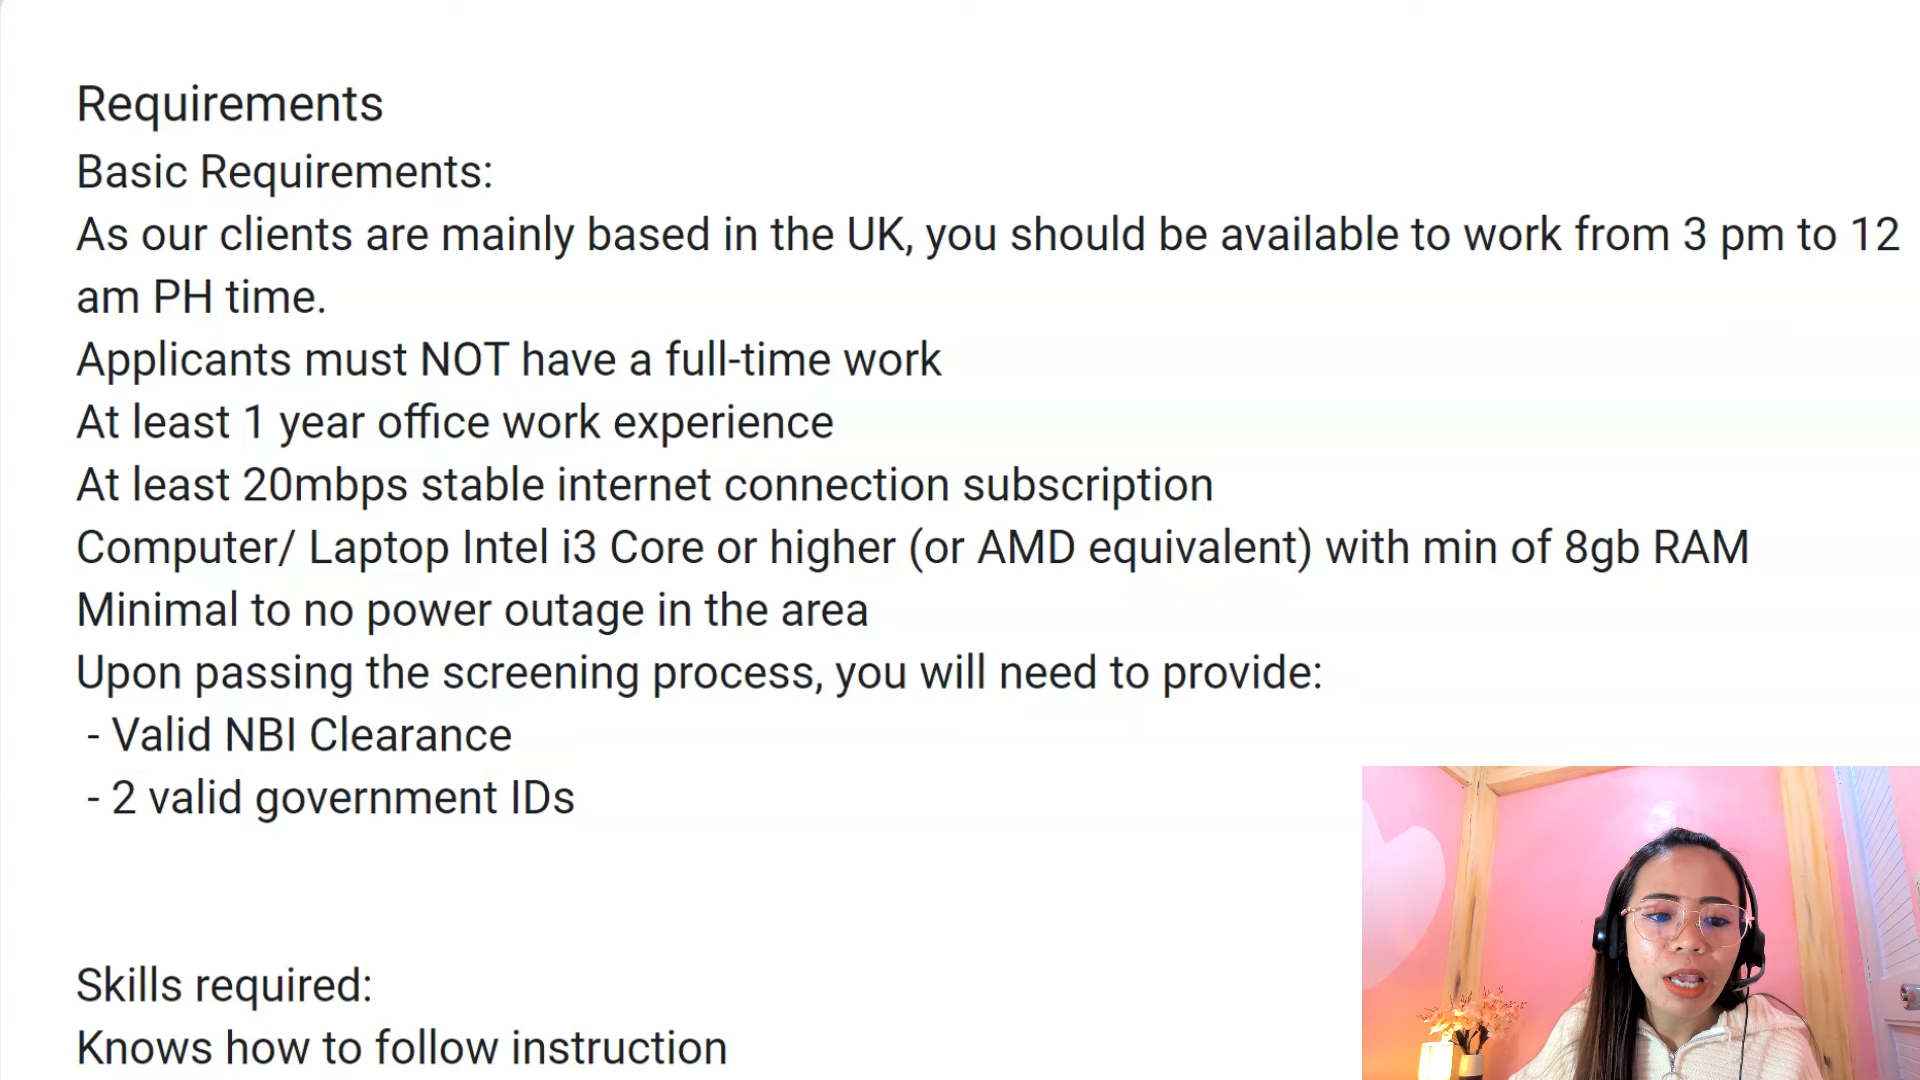 Requirements
Basic Requirements:
As our clients are mainly based in the UK, you should be available to work from 3 pm to 12
am PH time.
Applicants must NOT have a full-time work
At least 1 year office work experience
At least 20mbps stable internet connection subscription
Computer/ Laptop Intel i3 Core or higher (or AMD equivalent) with min of 8gb RAM
Minimal to no power outage in the area
Upon passing the screening process, you will need to provide:
- Valid NBI Clearance
- 2 valid government IDs
Skills required:
Knows how to follow instruction